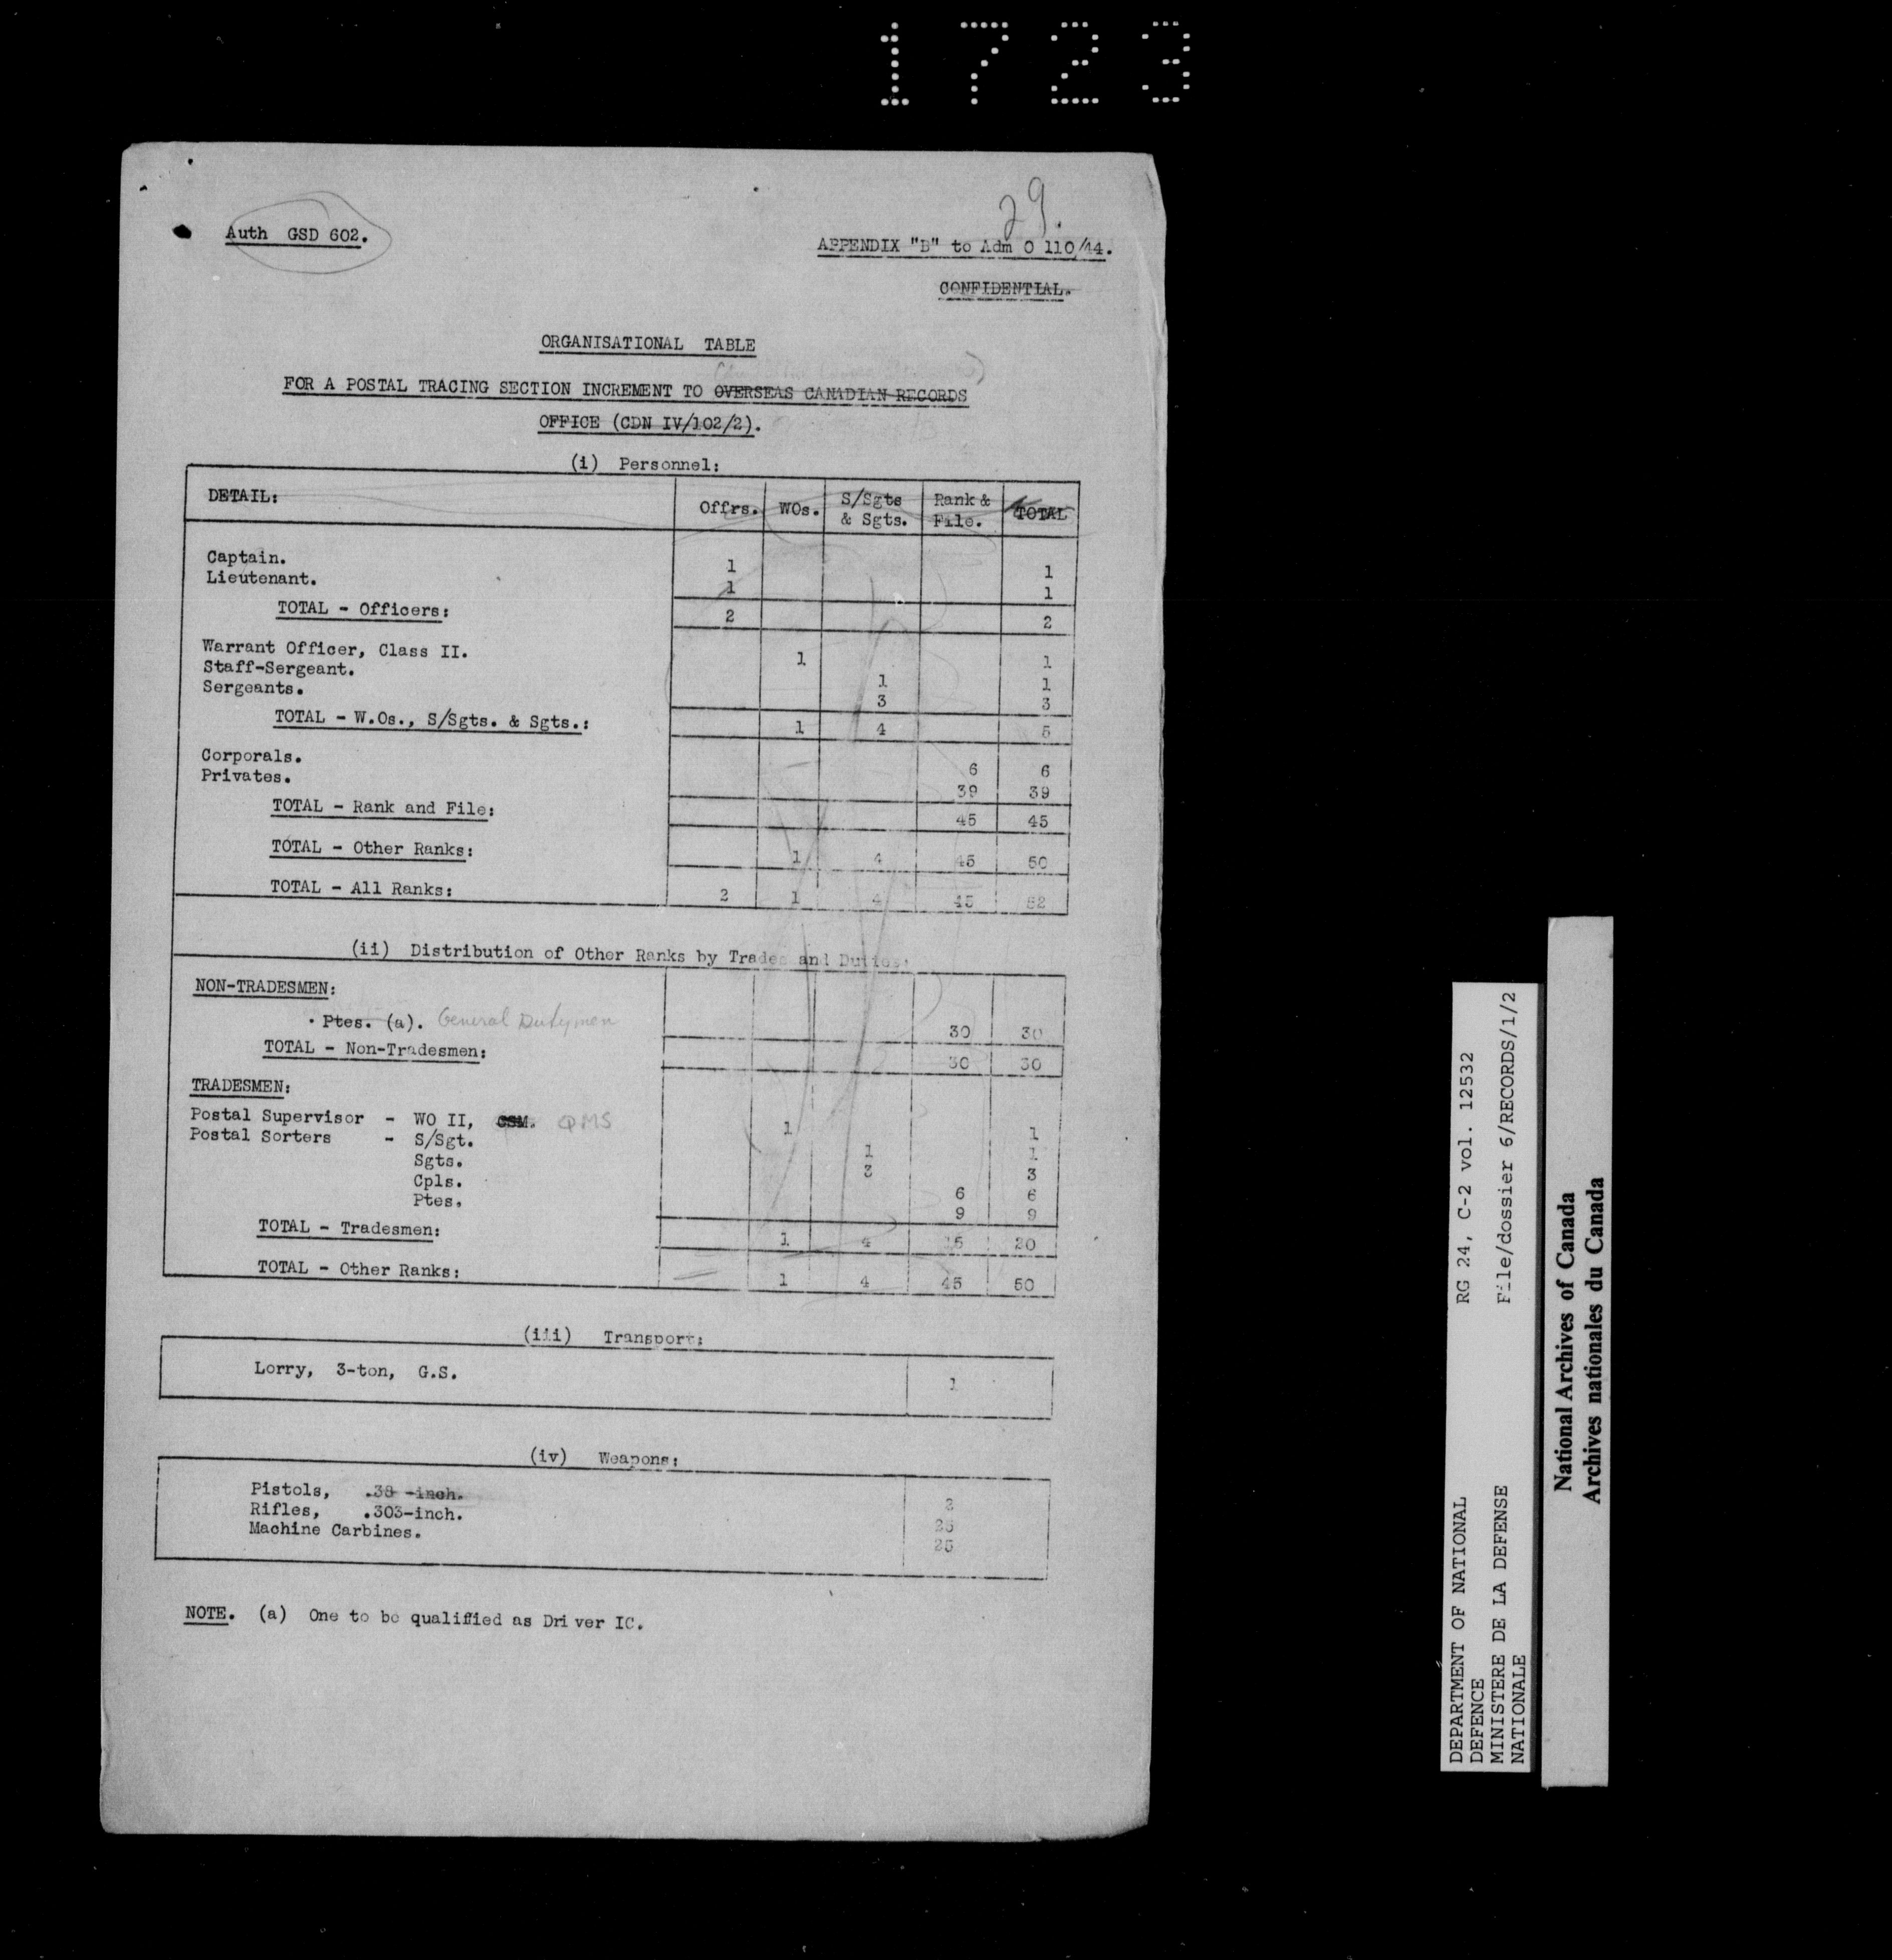 1723
29.
Auth GSD 602.
APPENDIX "B" to Adm O 110/44.
CONFIDENTIAL.
ORGANISATIONAL TABLE
FOR A POSTAL TRACING SECTION INCREMENT TO OVERSEAS CANADIAN RECORDS
OFFICE (CDN IV/102/2).
(i) Personnel:
DETAIL: Offrs. WOs. S/Sgts & Sgts. Rank & File. TOTAL
Captain. 1 1
Lieutenant. 1 1
TOTAL - Officers: 2 2
Warrant Officer, Class II. 1 1
Staff-Sergeant. 1 1
Sergeants. 3 3
TOTAL - W.Os., S/Sgts. & Sgts.: 1 4 5
Corporals. 6 6
Privates. 39 39
TOTAL - Rank and File: 45 45
TOTAL - Other Ranks: 1 4 45 50
TOTAL - All Ranks: 2 1 4 45 52
(ii) Distribution of Other Ranks by Trades and Duties:
NON-TRADESMEN:
Ptes. (a). General Dutymen 30 30
TOTAL - Non-Tradesmen: 30 30
TRADESMEN:
Postal Supervisor - WO II, CSM. QMS 1 1
Postal Sorters - S/Sgt. 1 1
Sgts. 3 3
Cpls. 6 6
Ptes. 9 9
TOTAL - Tradesmen: 1 4 15 20
TOTAL - Other Ranks: 1 4 45 50
(iii) Transport:
Lorry, 3-ton, G.S. 1
(iv) Weapons:
Pistols, .38 -inch. 2
Rifles, .303-inch. 25
Machine Carbines. 25
NOTE. (a) One to be qualified as Driver IC.
DEPARTMENT OF NATIONAL RG 24, C-2 vol. 12532
DEFENCE
MINISTERE DE LA DEFENSE File/dossier 6/RECORDS/1/2
NATIONALE
National Archives of Canada
Archives nationales du Canada